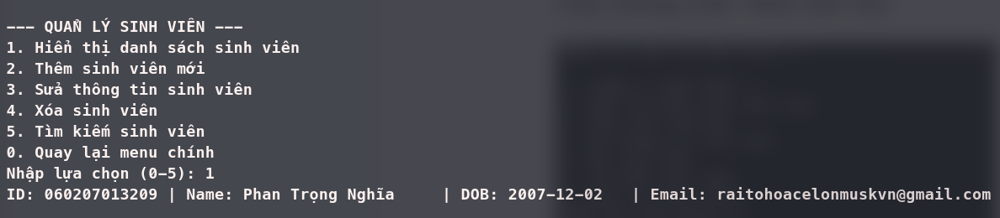 --- QUẢN LÝ SINH VIÊN ---
1. Hiển thị danh sách sinh viên
2. Thêm sinh viên mới
3. Sửa thông tin sinh viên
4. Xóa sinh viên
5. Tìm kiếm sinh viên
0. Quay lại menu chính
Nhập lựa chọn (0-5): 1
ID: 060207013209 | Name: Phan Trọng Nghĩa     | DOB: 2007-12-02   | Email: raitohoacelonmuskvn@gmail.com